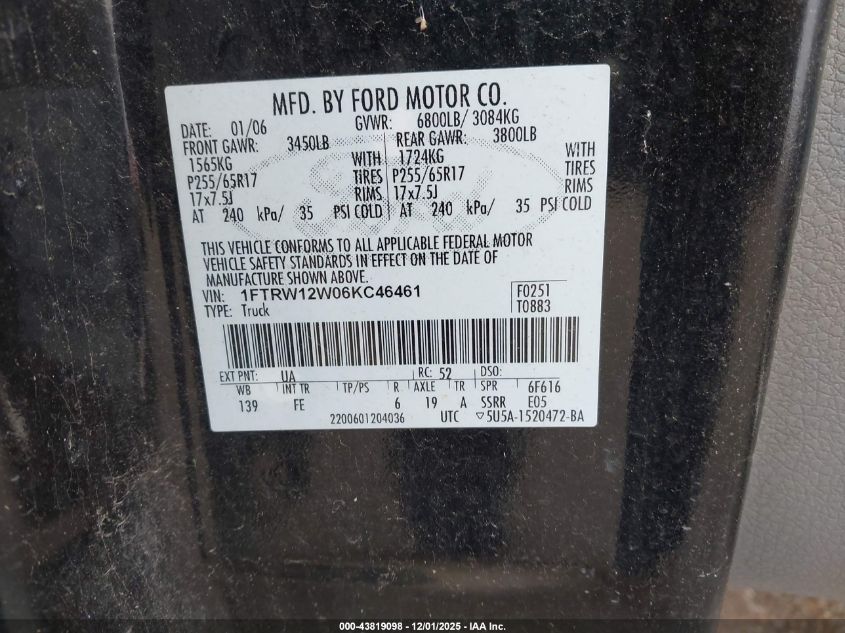 MFD. BY FORD MOTOR CO.
DATE: 01/06 GVWR: 6800LB/ 3084KG
FRONT GAWR: 3450LB REAR GAWR: 3800LB
1565KG WITH 1724KG WITH
P255/65R17 TIRES P255/65R17 TIRES
17x7.5J RIMS 17x7.5J RIMS
AT 240 kPa/ 35 PSI COLD AT 240 kPa/ 35 PSI COLD
THIS VEHICLE CONFORMS TO ALL APPLICABLE FEDERAL MOTOR
VEHICLE SAFETY STANDARDS IN EFFECT ON THE DATE OF
MANUFACTURE SHOWN ABOVE.
VIN: 1FTRW12W06KC46461 F0251
TYPE: Truck T0883
EXT PNT: UA RC: 52 DSO:
WB INT TR TP/PS R AXLE TR SPR 6F616
139 FE 6 19 A SSRR E05
2200601204036 UTC ▽5U5A-1520472-BA
000-43819098 - 12/01/2025 - IAA Inc.